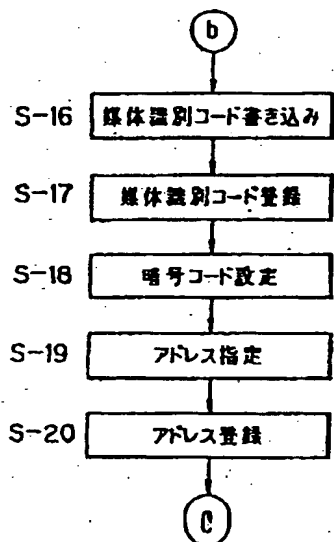 b
S-16 媒体識別コード書き込み
S-17 媒体識別コード登録
S-18 暗号コード設定
S-19 アドレス指定
S-20 アドレス登録